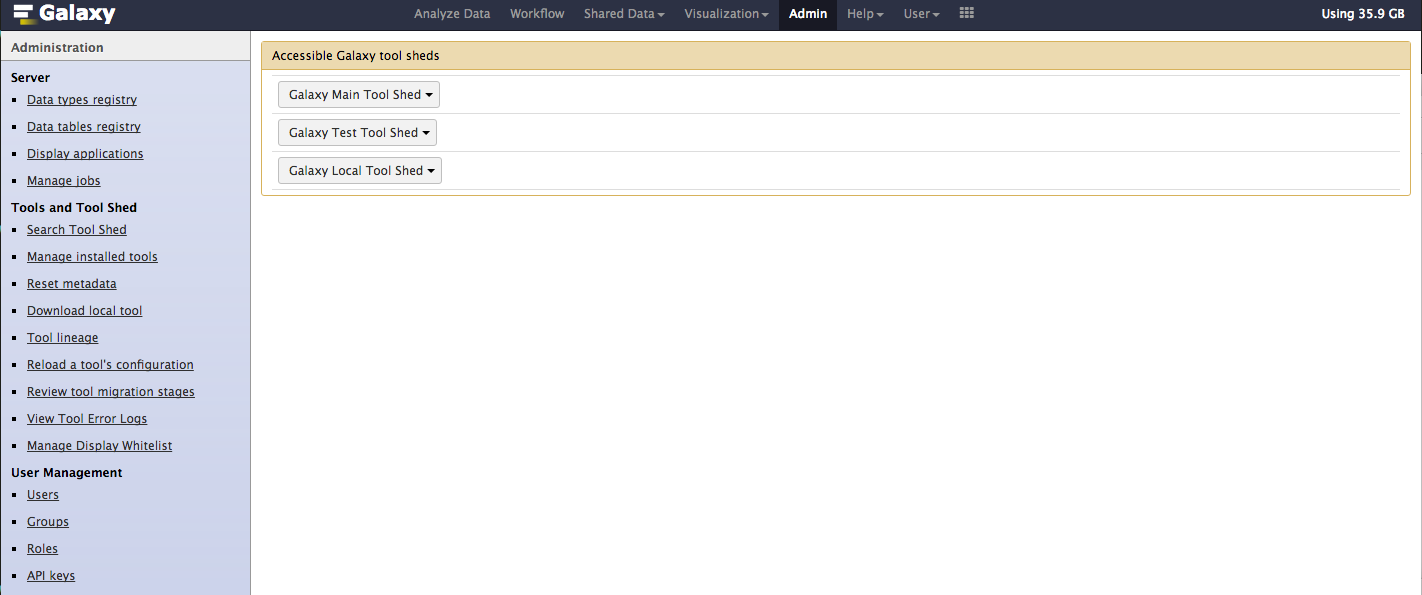 Galaxy
Analyze Data Workflow Shared Data Visualization Admin Help User Using 35.9 GB
Administration
Server
Data types registry
Data tables registry
Display applications
Manage jobs
Tools and Tool Shed
Search Tool Shed
Manage installed tools
Reset metadata
Download local tool
Tool lineage
Reload a tool's configuration
Review tool migration stages
View Tool Error Logs
Manage Display Whitelist
User Management
Users
Groups
Roles
API keys
Accessible Galaxy tool sheds
Galaxy Main Tool Shed
Galaxy Test Tool Shed
Galaxy Local Tool Shed